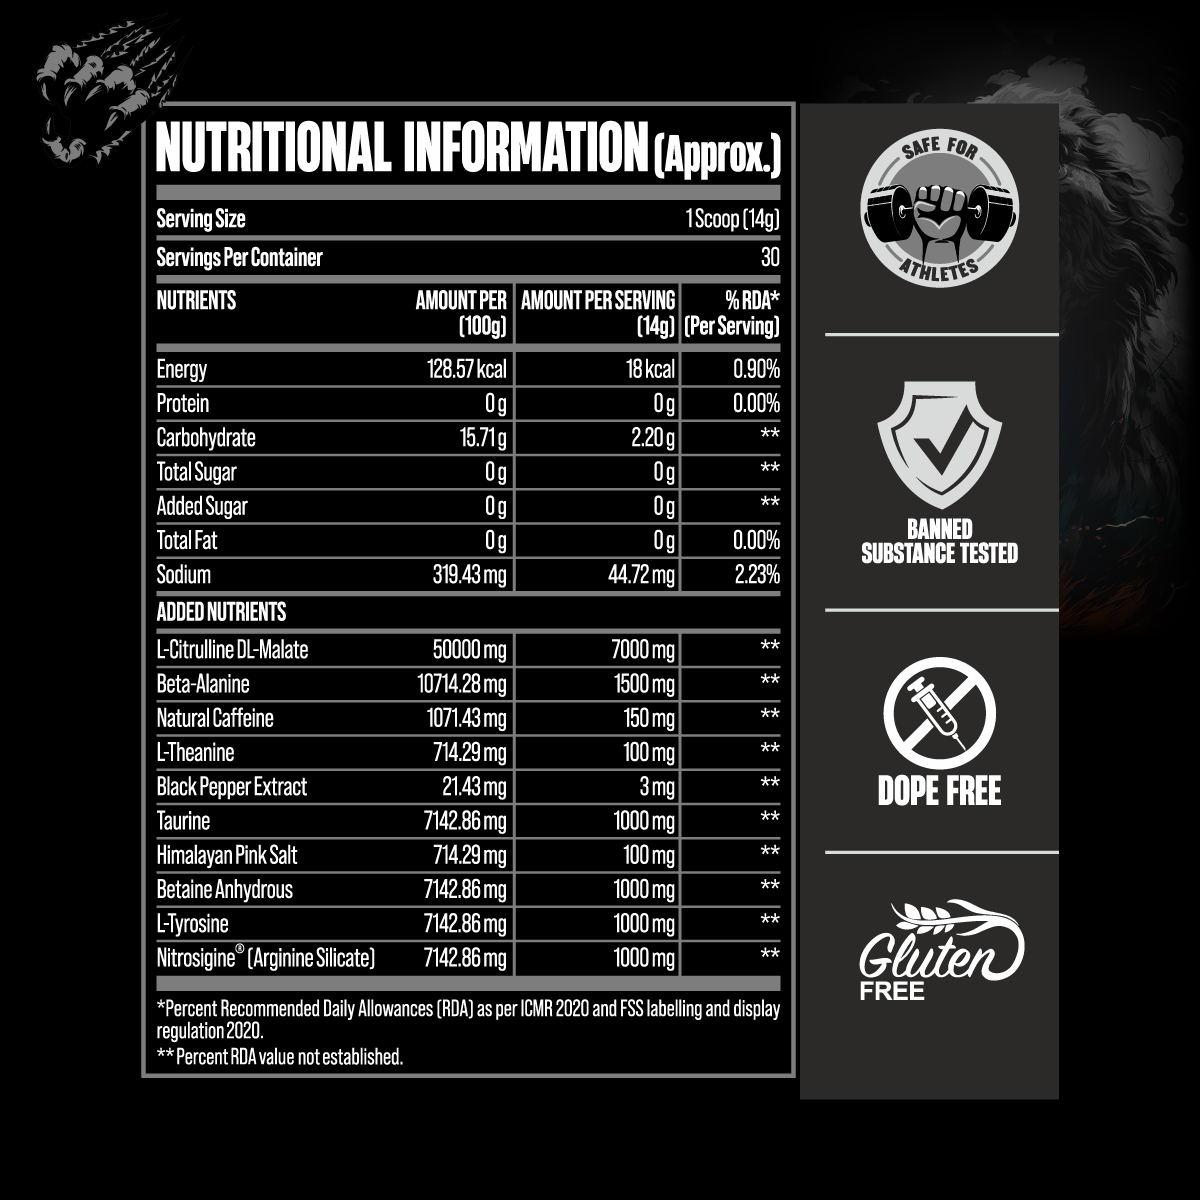 NUTRITIONAL INFORMATION (Approx.)
Serving Size 1 Scoop (14g)
Servings Per Container 30
NUTRIENTS AMOUNT PER (100g) AMOUNT PER SERVING (14g) % RDA* (Per Serving)
Energy 128.57 kcal 18 kcal 0.90%
Protein 0 g 0 g 0.00%
Carbohydrate 15.71 g 2.20 g **
Total Sugar 0 g 0 g **
Added Sugar 0 g 0 g **
Total Fat 0 g 0 g 0.00%
Sodium 319.43 mg 44.72 mg 2.23%
ADDED NUTRIENTS
L-Citrulline DL-Malate 50000 mg 7000 mg **
Beta-Alanine 10714.28 mg 1500 mg **
Natural Caffeine 1071.43 mg 150 mg **
L-Theanine 714.29 mg 100 mg **
Black Pepper Extract 21.43 mg 3 mg **
Taurine 7142.86 mg 1000 mg **
Himalayan Pink Salt 714.29 mg 100 mg **
Betaine Anhydrous 7142.86 mg 1000 mg **
L-Tyrosine 7142.86 mg 1000 mg **
Nitrosigine® (Arginine Silicate) 7142.86 mg 1000 mg **
*Percent Recommended Daily Allowances (RDA) as per ICMR 2020 and FSS labelling and display
regulation 2020.
** Percent RDA value not established.
SAFE FOR
ATHLETES
BANNED
SUBSTANCE TESTED
DOPE FREE
Gluten
FREE